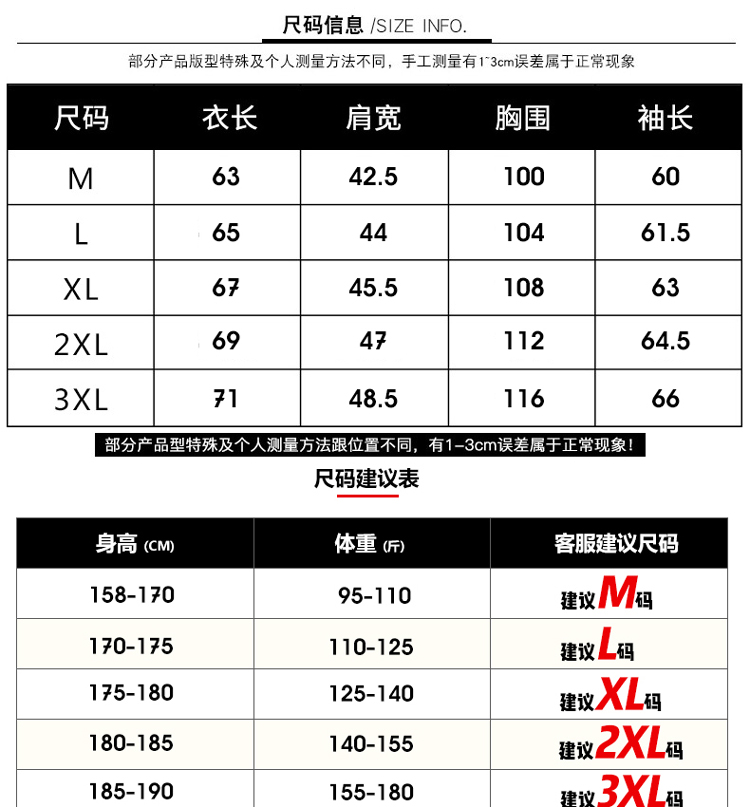 尺码信息 /SIZE INFO.
部分产品版型特殊及个人测量方法不同，手工测量有1~3cm误差属于正常现象
尺码 衣长 肩宽 胸围 袖长
M 63 42.5 100 60
L 65 44 104 61.5
XL 67 45.5 108 63
2XL 69 47 112 64.5
3XL 71 48.5 116 66
部分产品型特殊及个人测量方法跟位置不同，有1-3cm误差属于正常现象！
尺码建议表
身高 (CM) 体重 (斤) 客服建议尺码
158-170 95-110 建议M码
170-175 110-125 建议L码
175-180 125-140 建议XL码
180-185 140-155 建议2XL码
185-190 155-180 建议3XL码